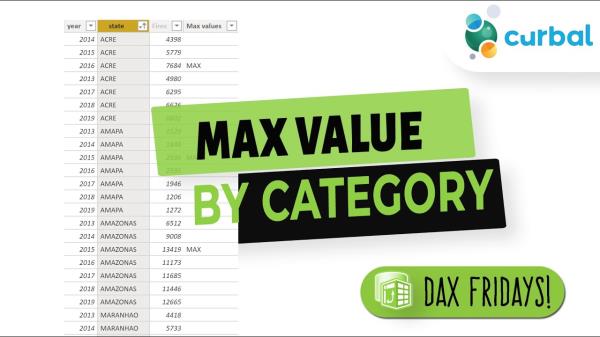 year state Fires Max values
2014 ACRE 4398
2015 ACRE 5779
2016 ACRE 7684 MAX
2013 ACRE 4980
2017 ACRE 6295
2018 ACRE 6626
2019 ACRE
2013 AMAPA
2014 AMAPA
2015 AMAPA
2016 AMAPA
2017 AMAPA 1946
2018 AMAPA 1206
2019 AMAPA 1272
2013 AMAZONAS 6512
2014 AMAZONAS 9008
2015 AMAZONAS 13419 MAX
2016 AMAZONAS 11173
2017 AMAZONAS 11685
2018 AMAZONAS 11446
2019 AMAZONAS 12665
2013 MARANHAO 4418
2014 MARANHAO 5733
curbal
MAX VALUE
BY CATEGORY
DAX FRIDAYS!